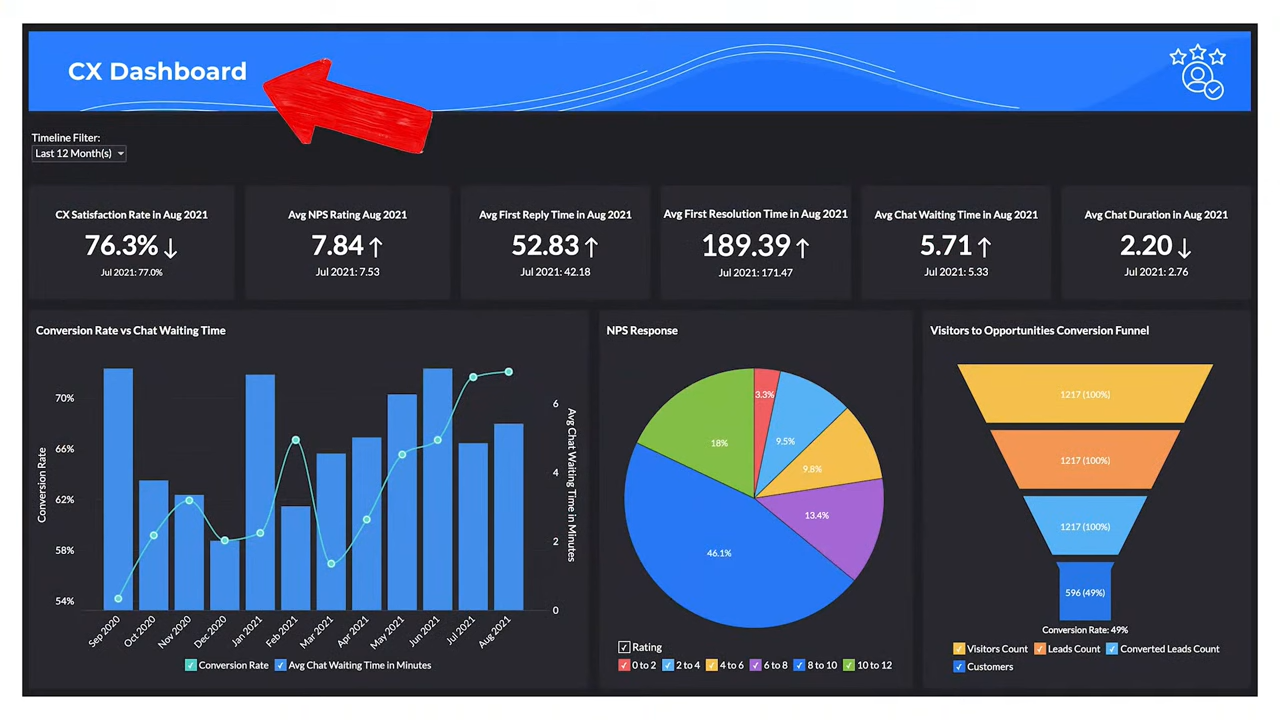 CX Dashboard
Timeline Filter:
Last 12 Month(s)
CX Satisfaction Rate in Aug 2021
76.3%↓
Jul 2021: 77.0%
Avg NPS Rating Aug 2021
7.84↑
Jul 2021: 7.53
Avg First Reply Time in Aug 2021
52.83↑
Jul 2021: 42.18
Avg First Resolution Time in Aug 2021
189.39↑
Jul 2021: 171.47
Avg Chat Waiting Time in Aug 2021
5.71↑
Jul 2021: 5.33
Avg Chat Duration in Aug 2021
2.20↓
Jul 2021: 2.76
Conversion Rate vs Chat Waiting Time
Conversion Rate
70%
66%
62%
58%
54%
6
4
2
0
Avg Chat Waiting Time in Minutes
Sep 2020
Oct 2020
Nov 2020
Dec 2020
Jan 2021
Feb 2021
Mar 2021
Apr 2021
May 2021
Jun 2021
Jul 2021
Aug 2021
Conversion Rate
Avg Chat Waiting Time in Minutes
NPS Response
3.3%
9.5%
9.8%
13.4%
46.1%
18%
Rating
0 to 2
2 to 4
4 to 6
6 to 8
8 to 10
10 to 12
Visitors to Opportunities Conversion Funnel
1217 (100%)
1217 (100%)
1217 (100%)
596 (49%)
Conversion Rate: 49%
Visitors Count
Leads Count
Converted Leads Count
Customers